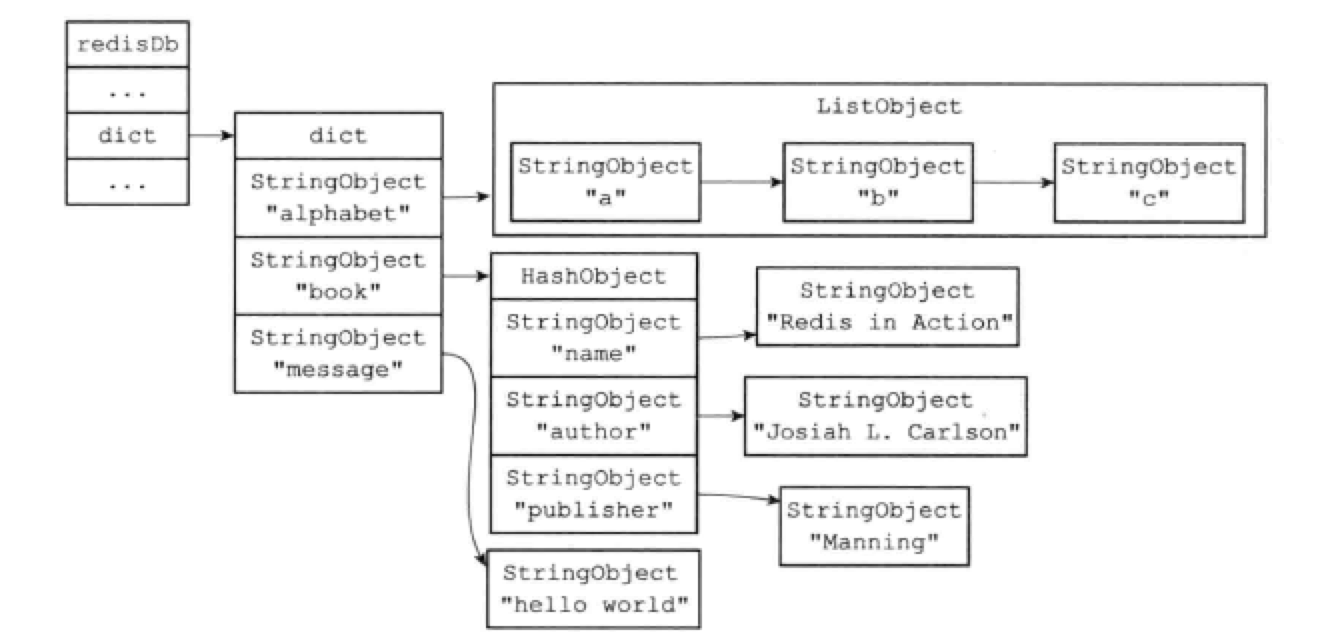 redisDb
...
dict
...
dict
StringObject
"alphabet"
StringObject
"book"
StringObject
"message"
ListObject
StringObject
"a"
StringObject
"b"
StringObject
"c"
HashObject
StringObject
"name"
StringObject
"author"
StringObject
"publisher"
StringObject
"Redis in Action"
StringObject
"Josiah L. Carlson"
StringObject
"Manning"
StringObject
"hello world"